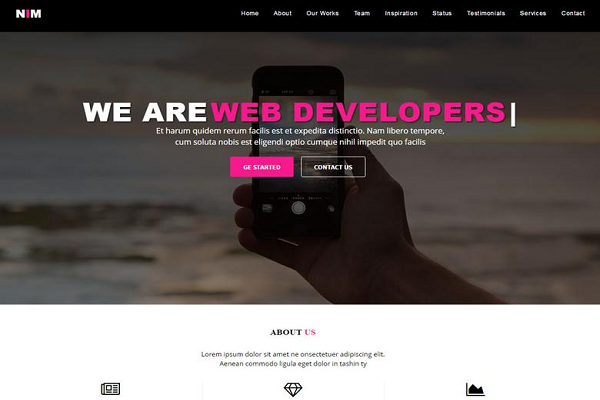 NIM
Home About Our Works Team Inspiration Status Testimonials Services Contact
WE ARE WEB DEVELOPERS|
Et harum quidem rerum facilis est et expedita distinctio. Nam libero tempore,
cum soluta nobis est eligendi optio cumque nihil impedit quo facilis
GE STARTED CONTACT US
ABOUT US
Lorem ipsum dolor sit amet ne onsectetuer adipiscing elit.
Aenean commodo ligula eget dolor in tashin ty